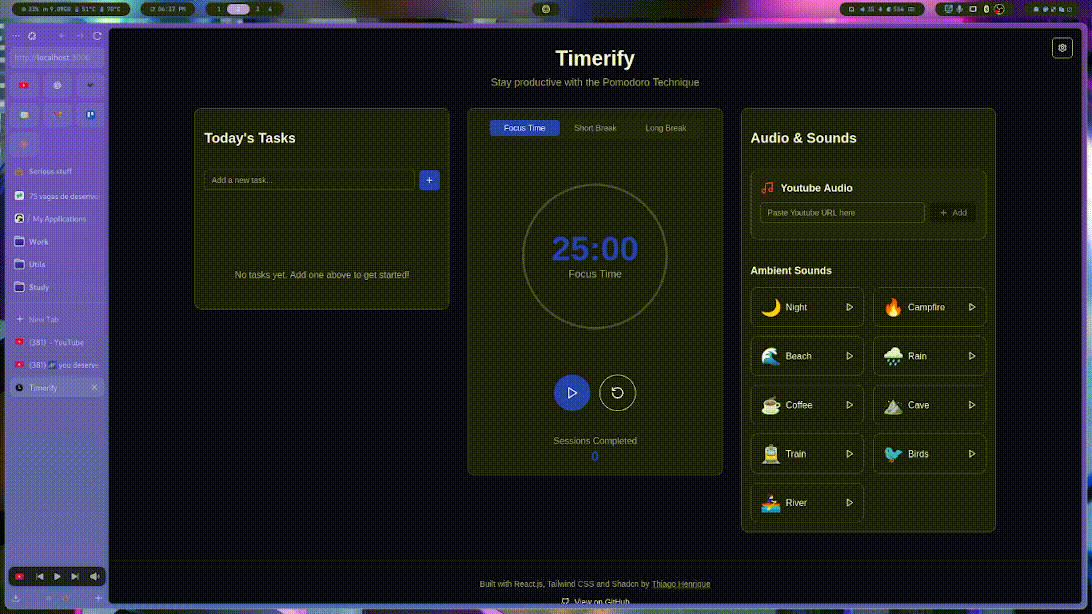 33%
9.09GB
51°C
70°C
06:37 PM
1
2
3
4
http://localhost:3000
Serious stuff
75 vagas de desenvo
/ My Applications
Work
Utils
Study
New Tab
(381) - YouTube
you deserve
Timerify
Timerify
Stay productive with the Pomodoro Technique
Today's Tasks
Add a new task...
No tasks yet. Add one above to get started!
Focus Time
Short Break
Long Break
25:00
Focus Time
Sessions Completed
0
Audio & Sounds
Youtube Audio
Paste Youtube URL here
Add
Ambient Sounds
Night
Campfire
Beach
Rain
Coffee
Cave
Train
Birds
River
Built with React.js, Tailwind CSS and Shadcn by Thiago Henrique
View on GitHub